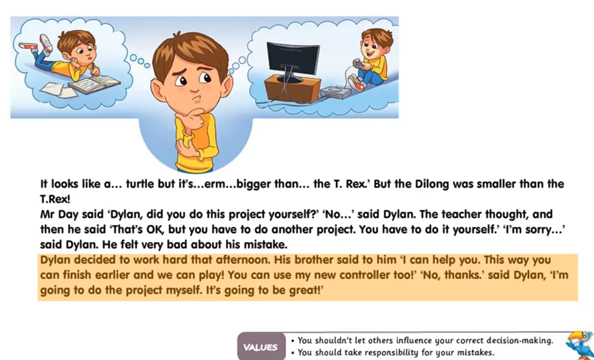 It looks like a... turtle but it's...erm...bigger than... the T. Rex.' But the Dilong was smaller than the
T.Rex!
Mr Day said 'Dylan, did you do this project yourself?' 'No...' said Dylan. The teacher thought, and
then he said 'That's OK, but you have to do another project. You have to do it yourself.' 'I'm sorry...'
said Dylan. He felt very bad about his mistake.
Dylan decided to work hard that afternoon. His brother said to him 'I can help you. This way you
can finish earlier and we can play! You can use my new controller too!' 'No, thanks.' said Dylan, 'I'm
going to do the project myself. It's going to be great!'
VALUES
• You shouldn't let others influence your correct decision-making.
• You should take responsibility for your mistakes.